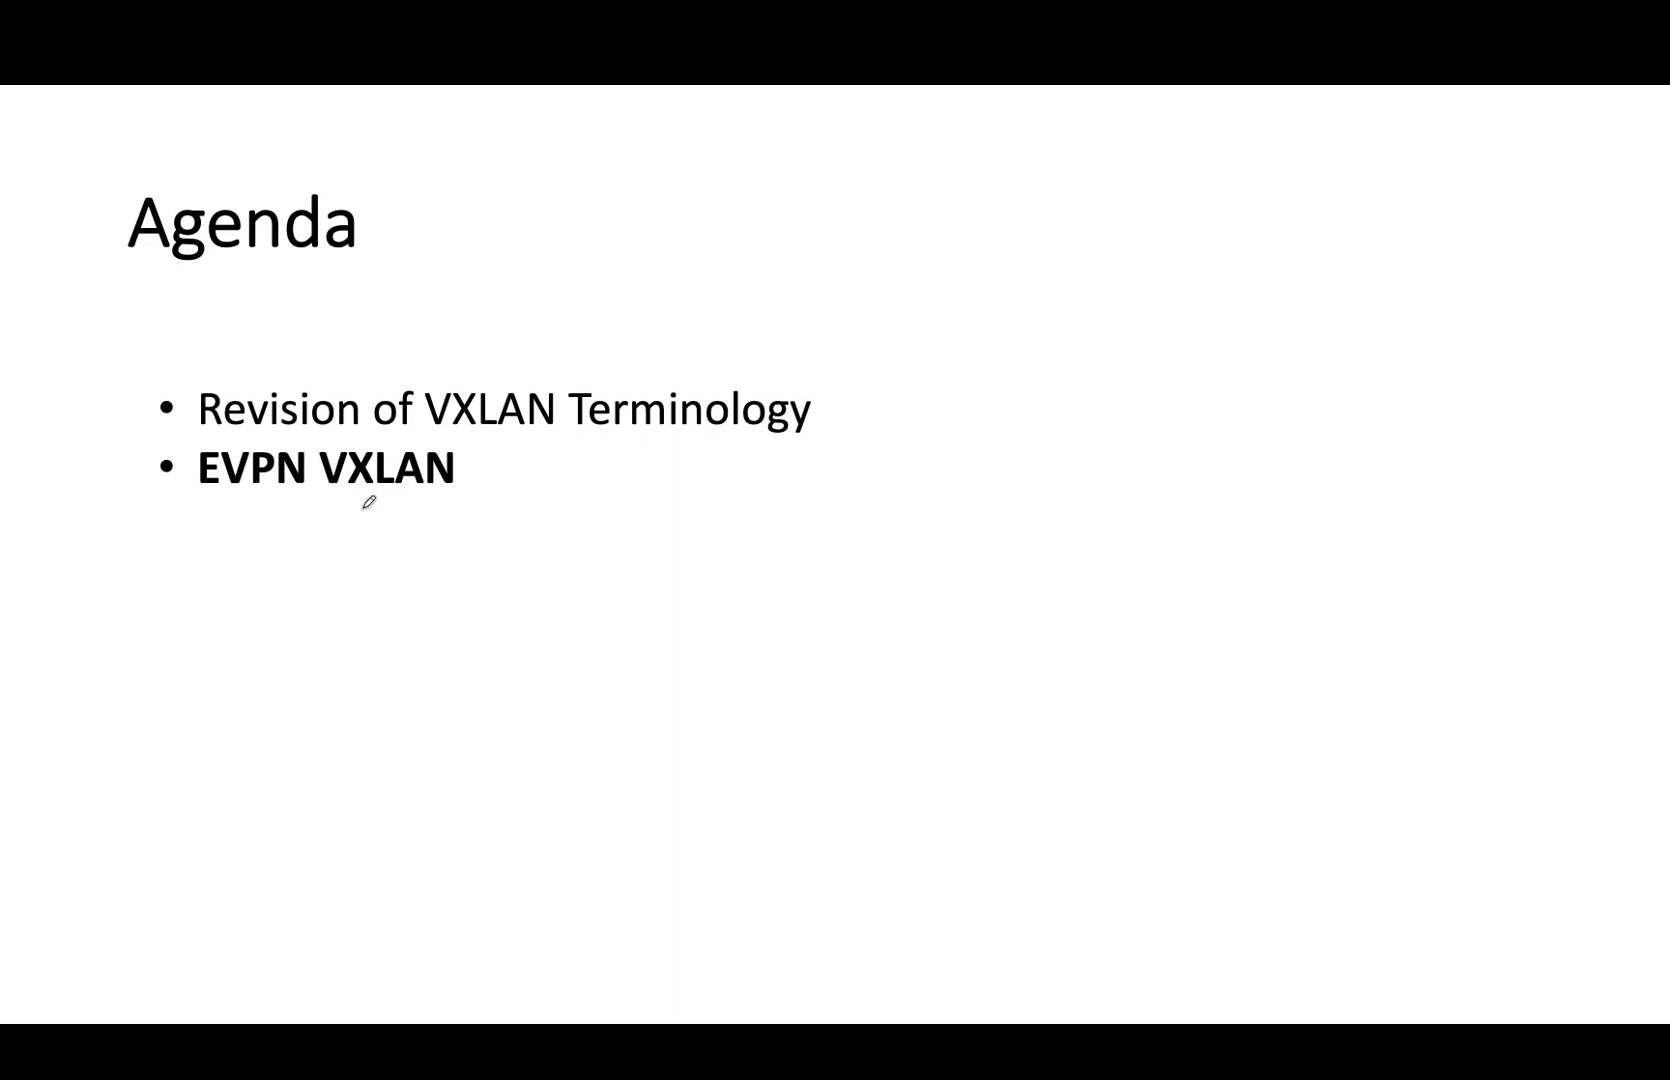 Agenda
• Revision of VXLAN Terminology
• EVPN VXLAN